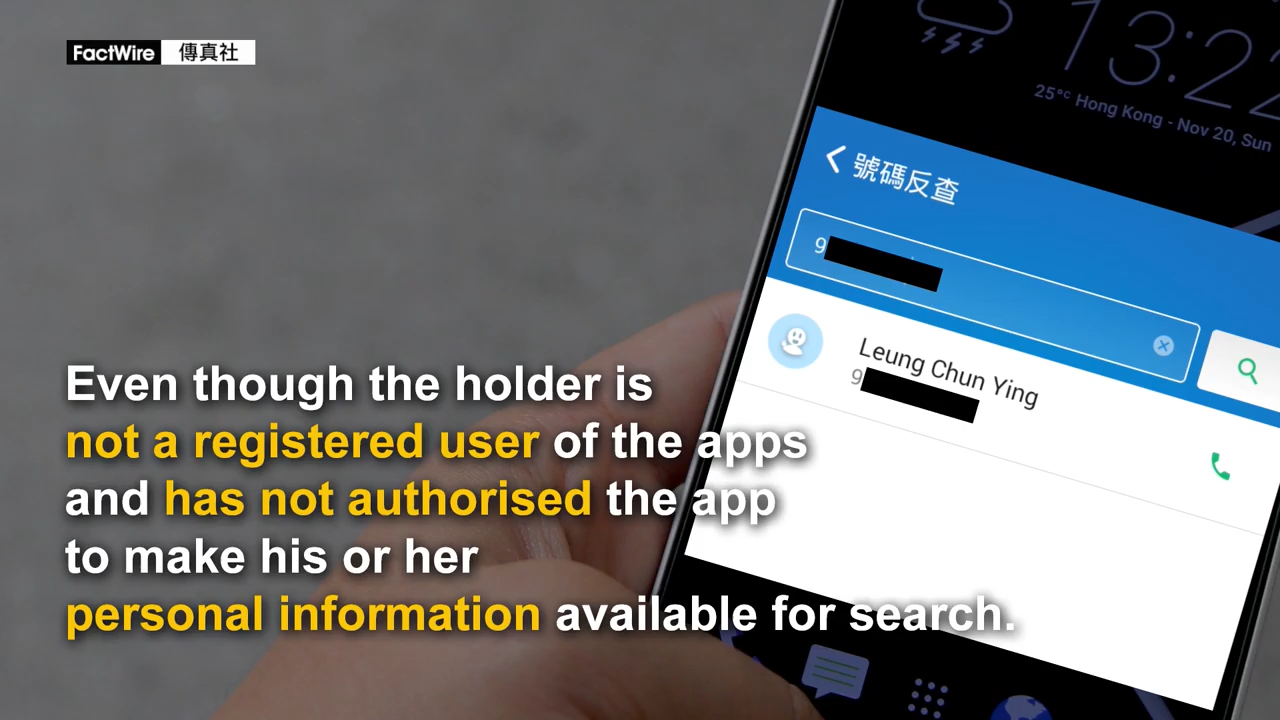 FactWire 傳真社
13:22
25°C Hong Kong - Nov 20, Sun
號碼反查
9
Leung Chun Ying
9
Even though the holder is
not a registered user of the apps
and has not authorised the app
to make his or her
personal information available for search.